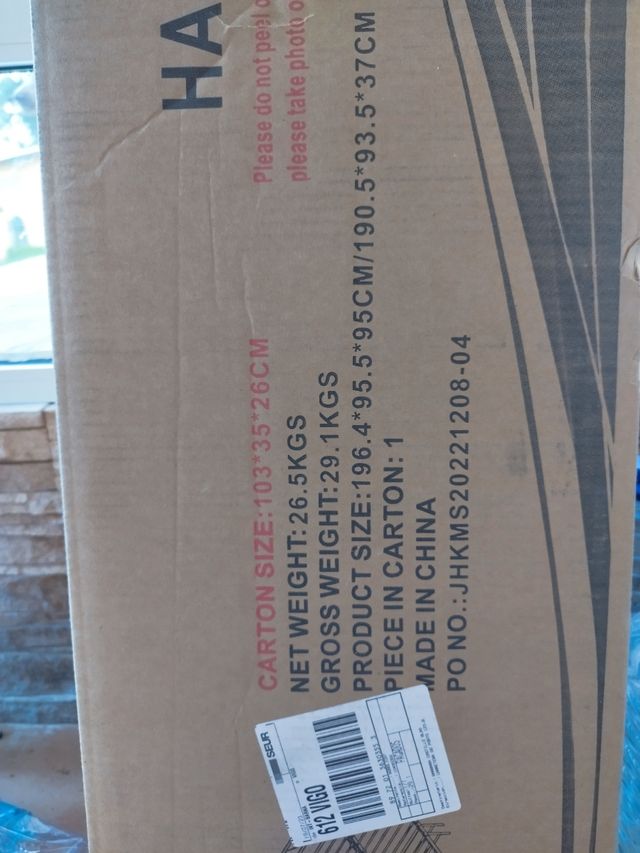 HA
Please do not peel o
please take photo o
CARTON SIZE:103*35*26CM
NET WEIGHT:26.5KGS
GROSS WEIGHT:29.1KGS
PRODUCT SIZE:196.4*95.5*95CM/190.5*93.5*37CM
PIECE IN CARTON:1
MADE IN CHINA
PO NO.:JHKMS20221208-04
SEUR
612 VIGO